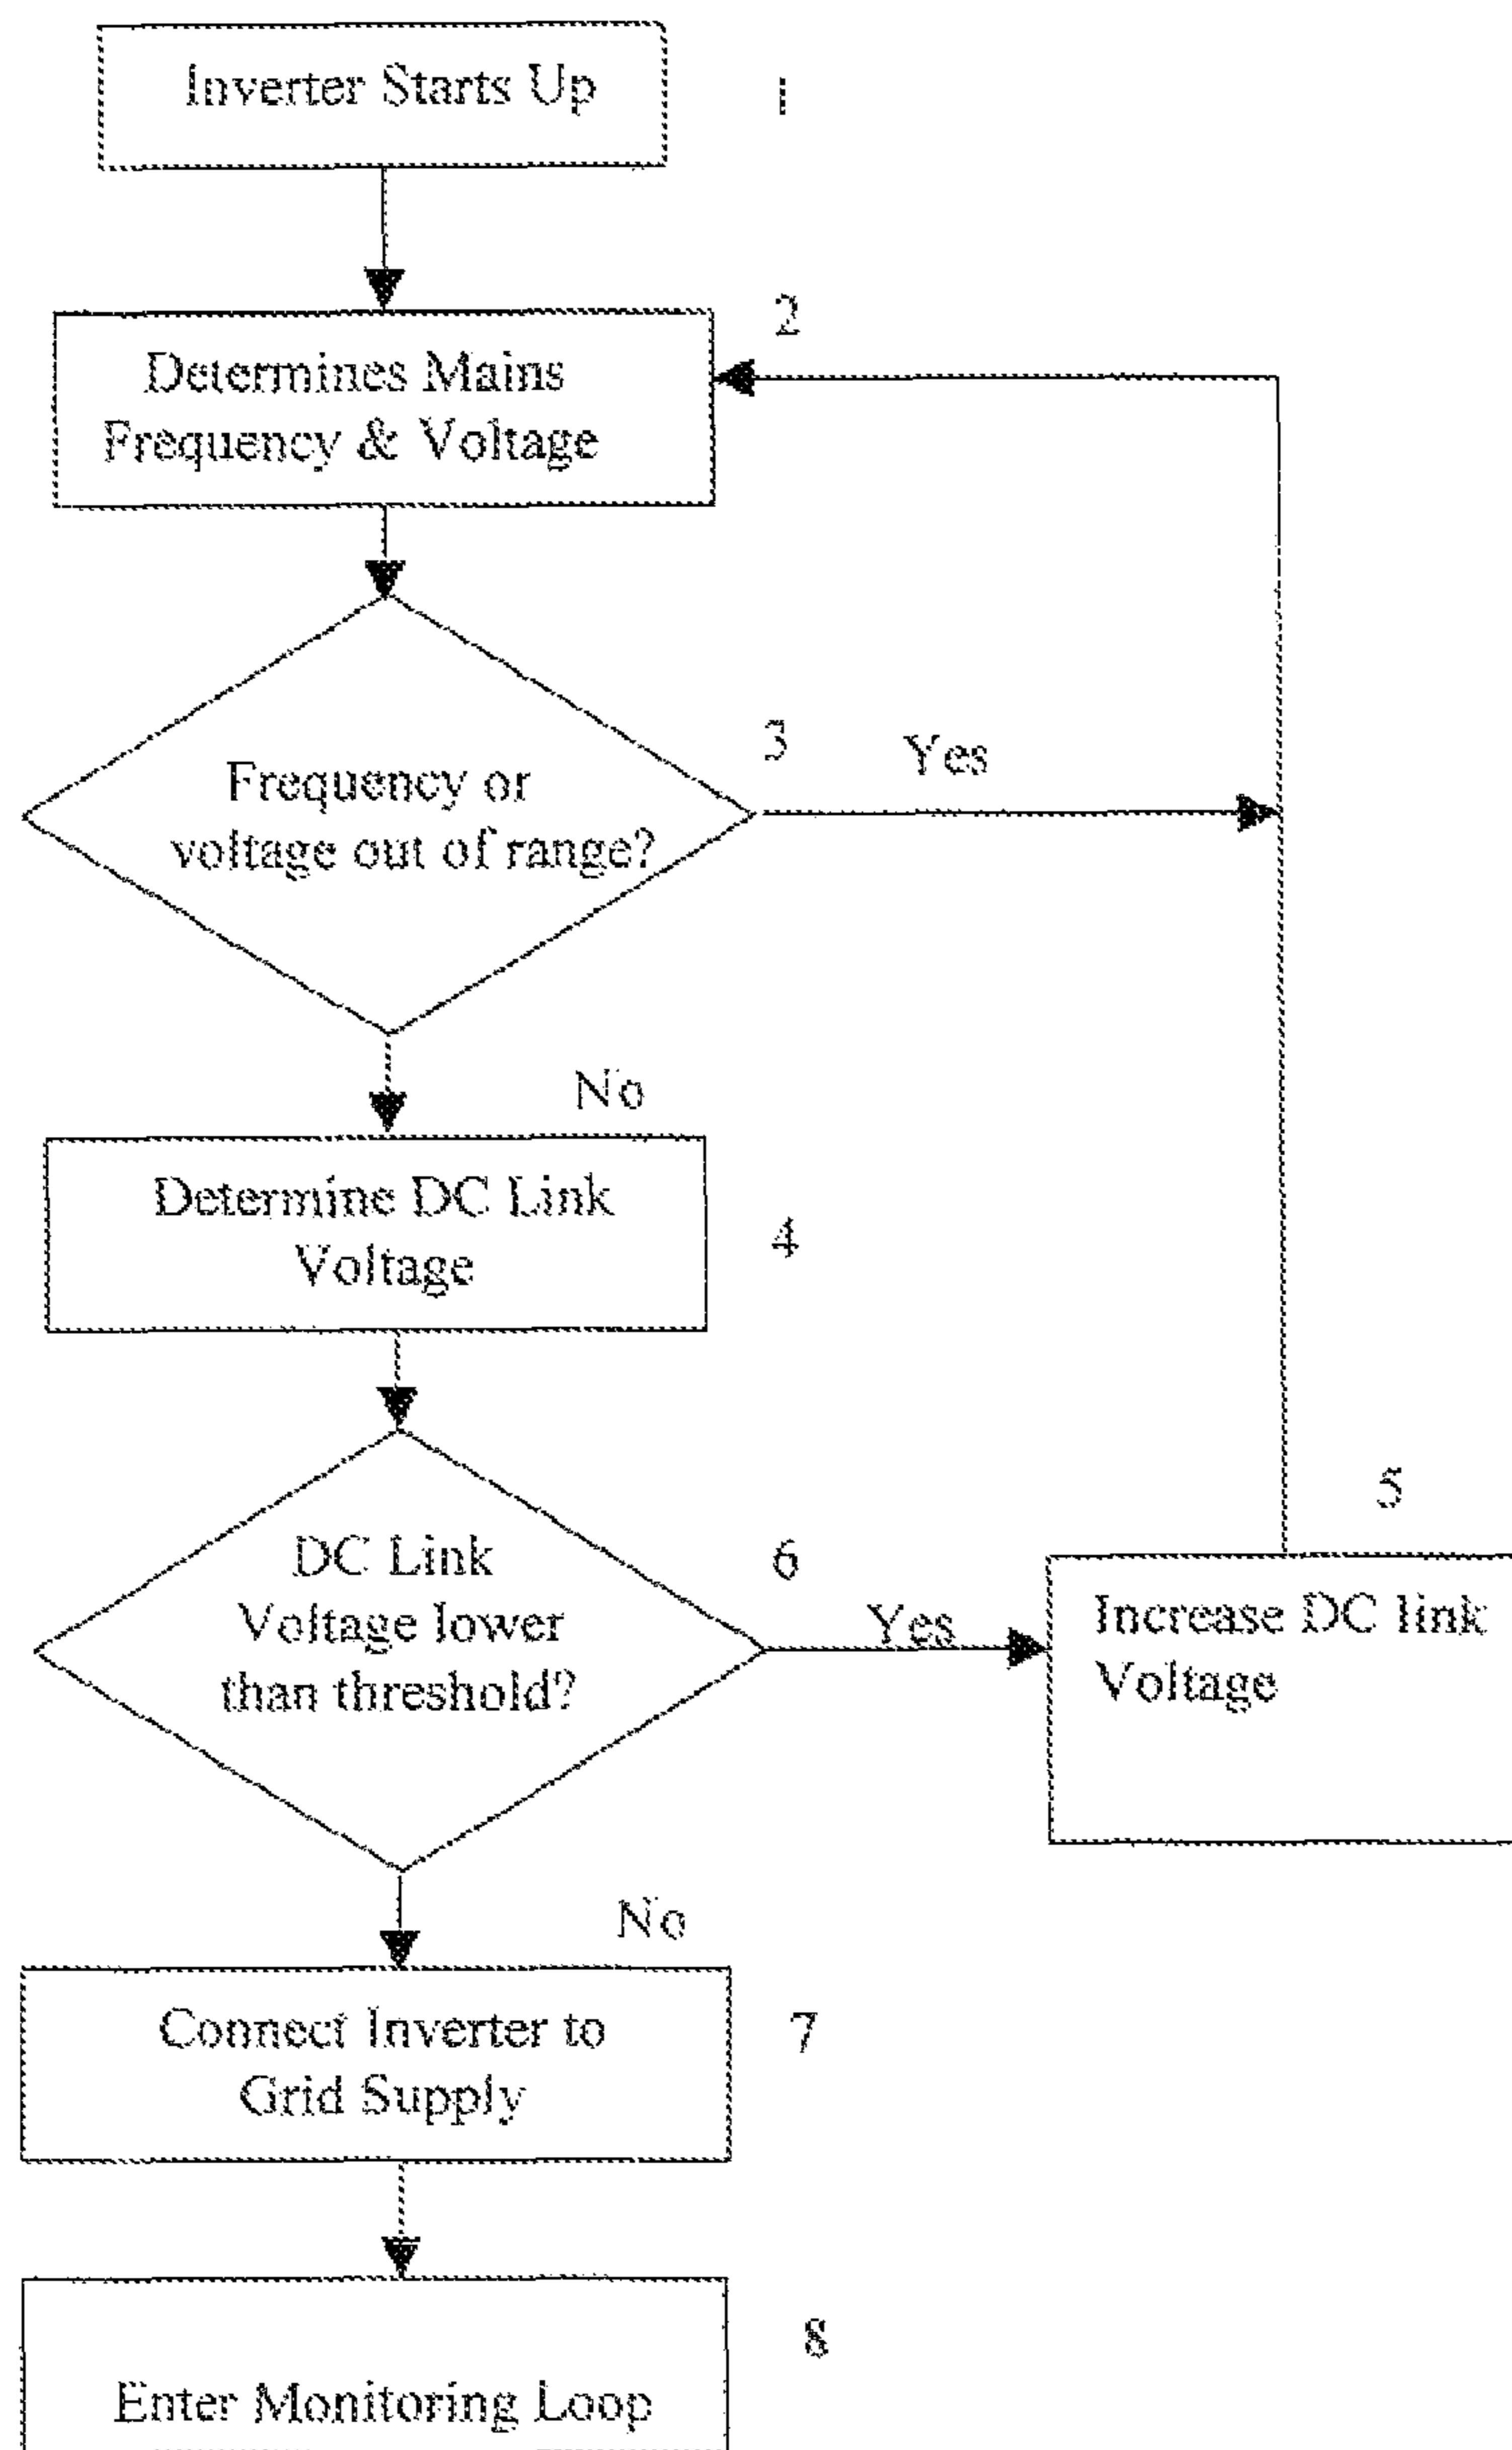 Inverter Starts Up
1
2
Determines Mains
Frequency & Voltage
3
Yes
Frequency or
voltage out of range?
No
Determine DC Link
Voltage
4
5
DC Link
Voltage lower
than threshold?
6
Yes
Increase DC link
Voltage
No
Connect Inverter to
Grid Supply
7
8
Enter Monitoring Loop